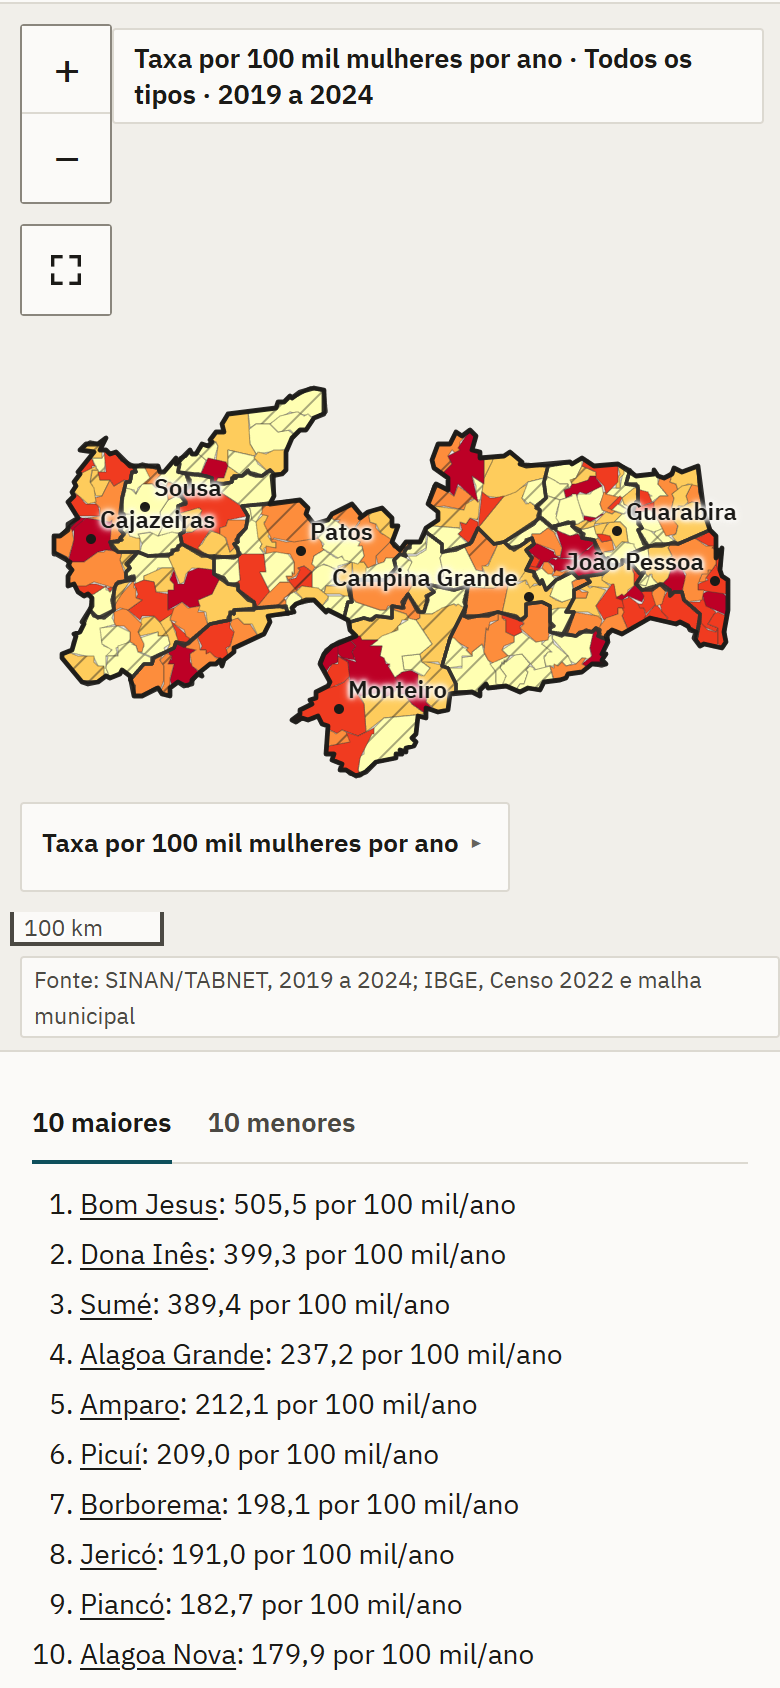 +
Taxa por 100 mil mulheres por ano · Todos os
tipos · 2019 a 2024
−
Sousa
Cajazeiras
Patos
Guarabira
João Pessoa
Campina Grande
Monteiro
Taxa por 100 mil mulheres por ano ▸
100 km
Fonte: SINAN/TABNET, 2019 a 2024; IBGE, Censo 2022 e malha
municipal
10 maiores 10 menores
1. Bom Jesus: 505,5 por 100 mil/ano
2. Dona Inês: 399,3 por 100 mil/ano
3. Sumé: 389,4 por 100 mil/ano
4. Alagoa Grande: 237,2 por 100 mil/ano
5. Amparo: 212,1 por 100 mil/ano
6. Picuí: 209,0 por 100 mil/ano
7. Borborema: 198,1 por 100 mil/ano
8. Jericó: 191,0 por 100 mil/ano
9. Piancó: 182,7 por 100 mil/ano
10. Alagoa Nova: 179,9 por 100 mil/ano